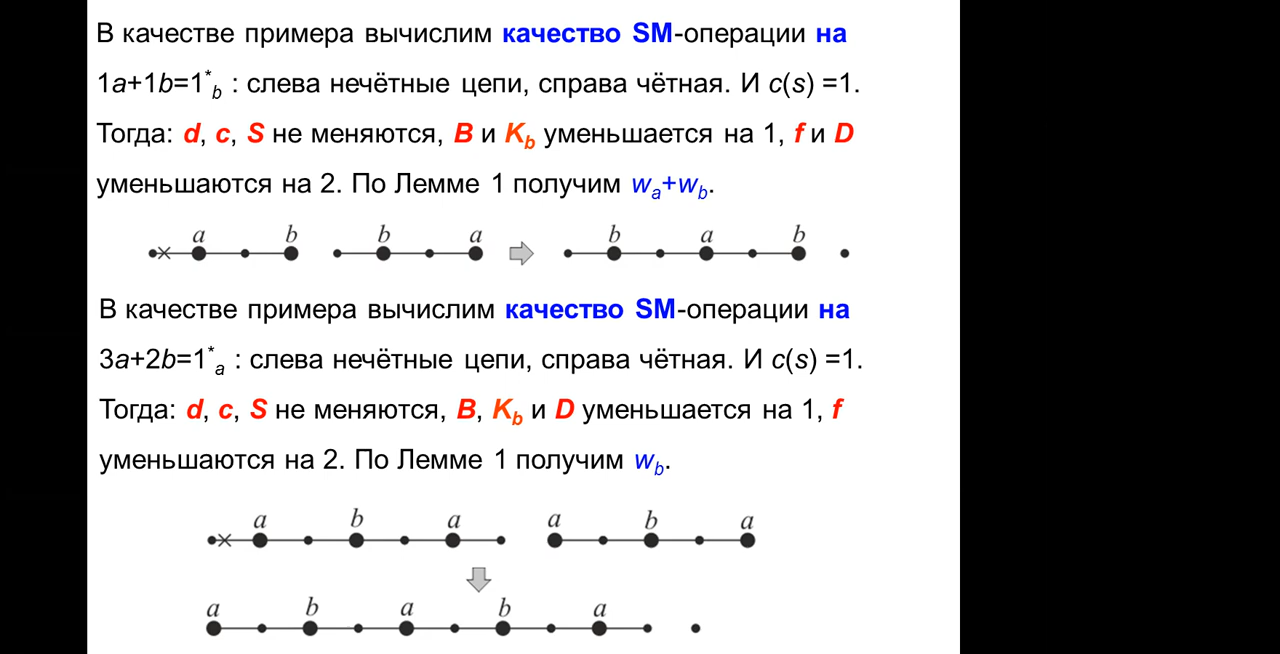 В качестве примера вычислим качество SM-операции на
1a+1b=1*b : слева нечётные цепи, справа чётная. И c(s) =1.
Тогда: d, c, S не меняются, B и Kb уменьшается на 1, f и D
уменьшаются на 2. По Лемме 1 получим wa+wb.
a b b a b a b
В качестве примера вычислим качество SM-операции на
3a+2b=1*a : слева нечётные цепи, справа чётная. И c(s) =1.
Тогда: d, c, S не меняются, B, Kb и D уменьшается на 1, f
уменьшаются на 2. По Лемме 1 получим wb.
a b a a b a
a b a b a